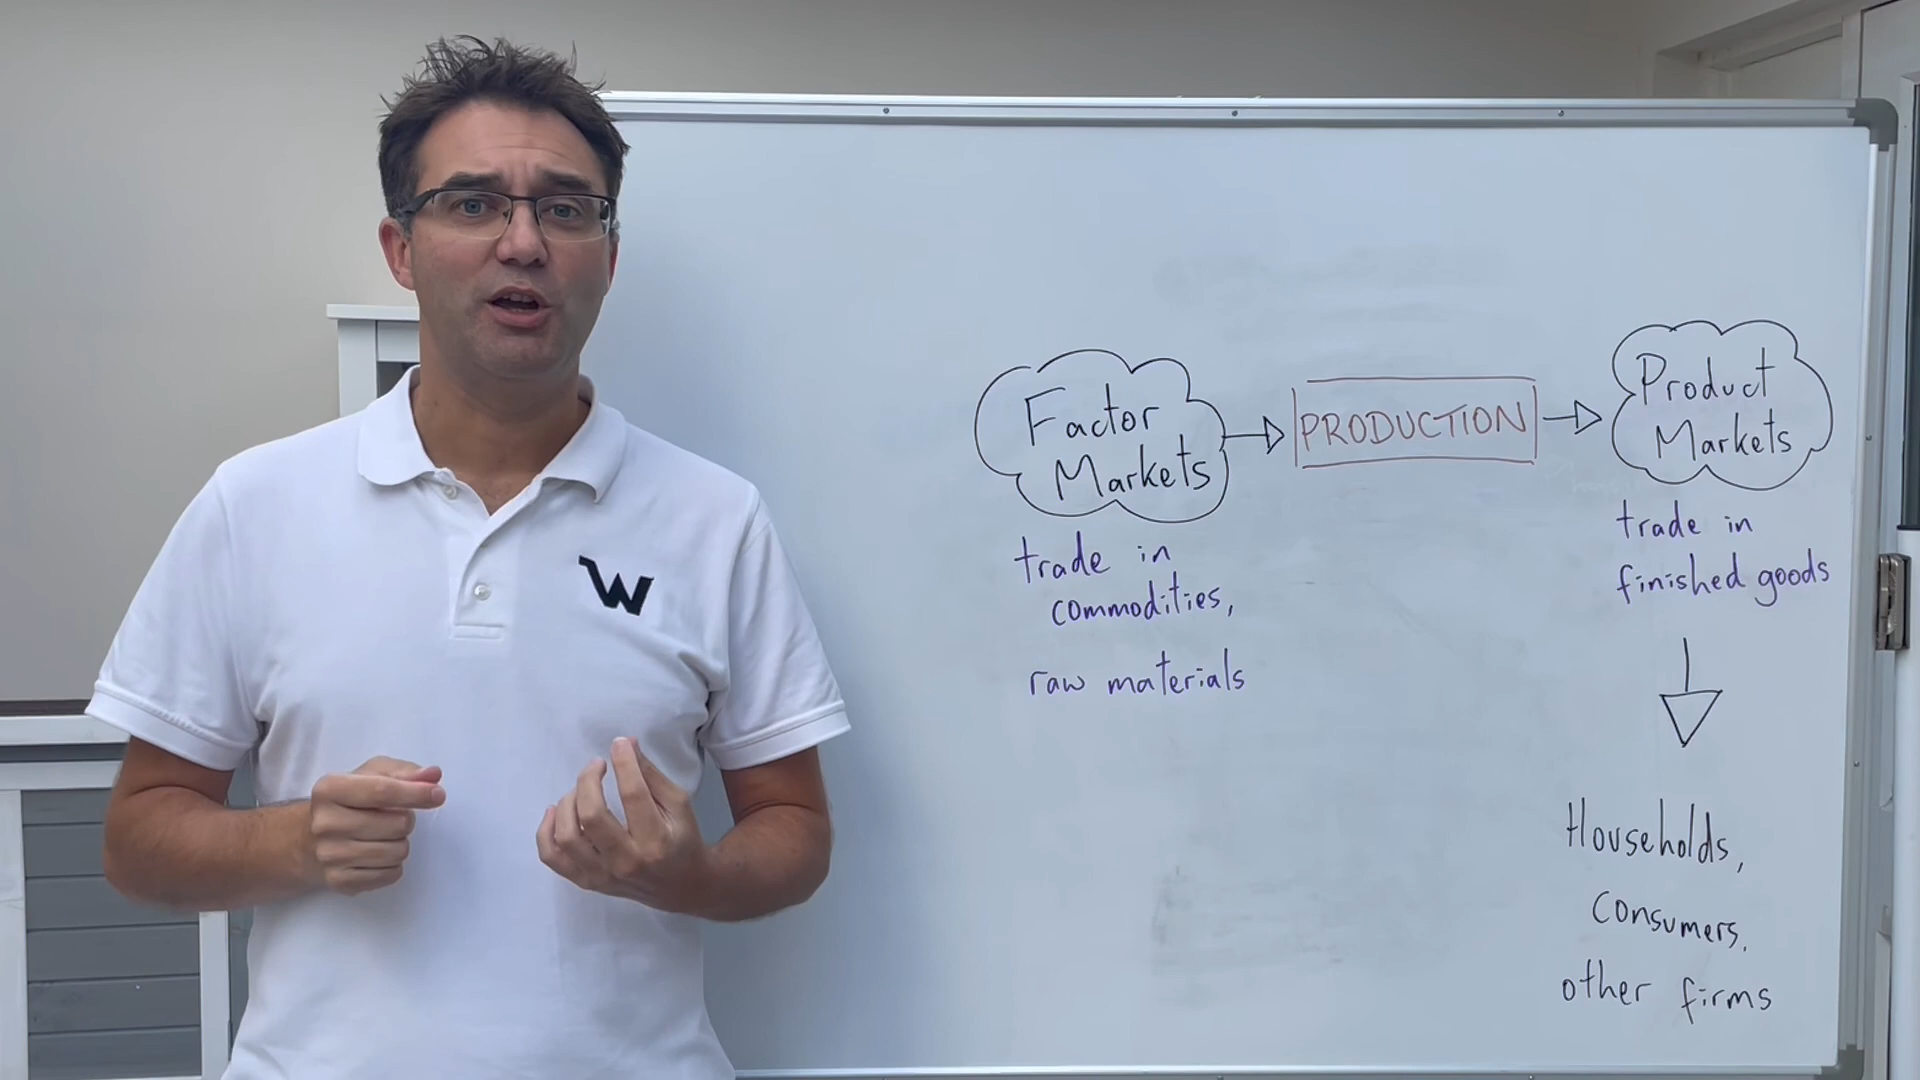 W
Factor
Markets
trade in
commodities,
raw materials
PRODUCTION
Product
Markets
trade in
finished goods
Households,
consumers,
other firms